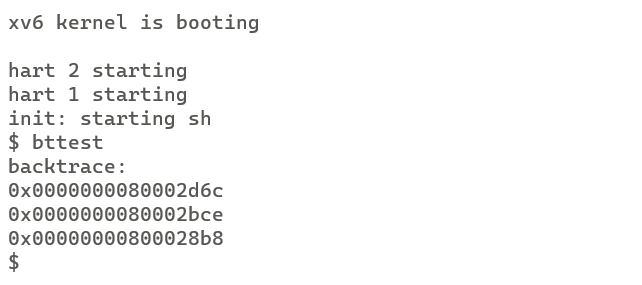 xv6 kernel is booting
hart 2 starting
hart 1 starting
init: starting sh
$ bttest
backtrace:
0x0000000080002d6c
0x0000000080002bce
0x00000000800028b8
$